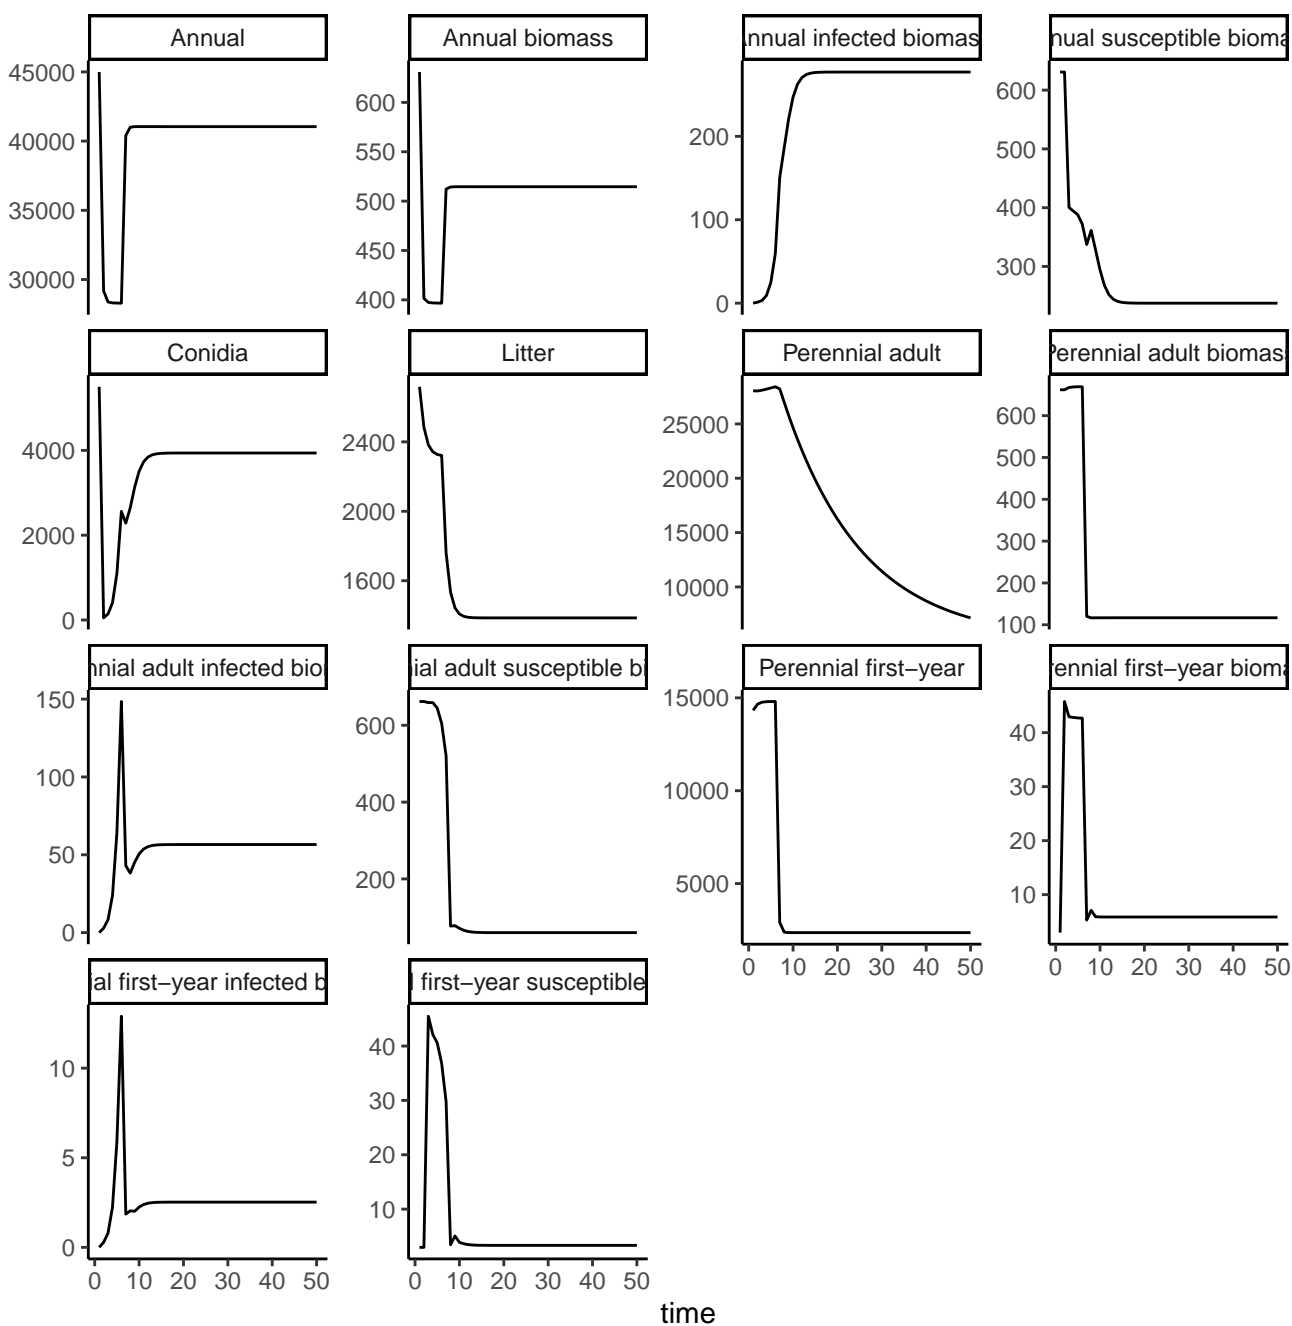 Annual
Annual biomass
nnual infected biomas
nual susceptible bioma
45000
40000
35000
30000
600
550
500
450
400
200
100
0
600
500
400
300
Conidia
Litter
Perennial adult
Perennial adult biomass
4000
2000
0
2400
2000
1600
25000
20000
15000
10000
600
500
400
300
200
100
nnial adult infected bio
ial adult susceptible bi
Perennial first−year
rennial first−year bioma
150
100
50
0
600
400
200
15000
10000
5000
40
30
20
10
0 10 20 30 40 50
0 10 20 30 40 50
ial first−year infected b
first−year susceptible
10
5
0
40
30
20
10
0 10 20 30 40 50
0 10 20 30 40 50
time